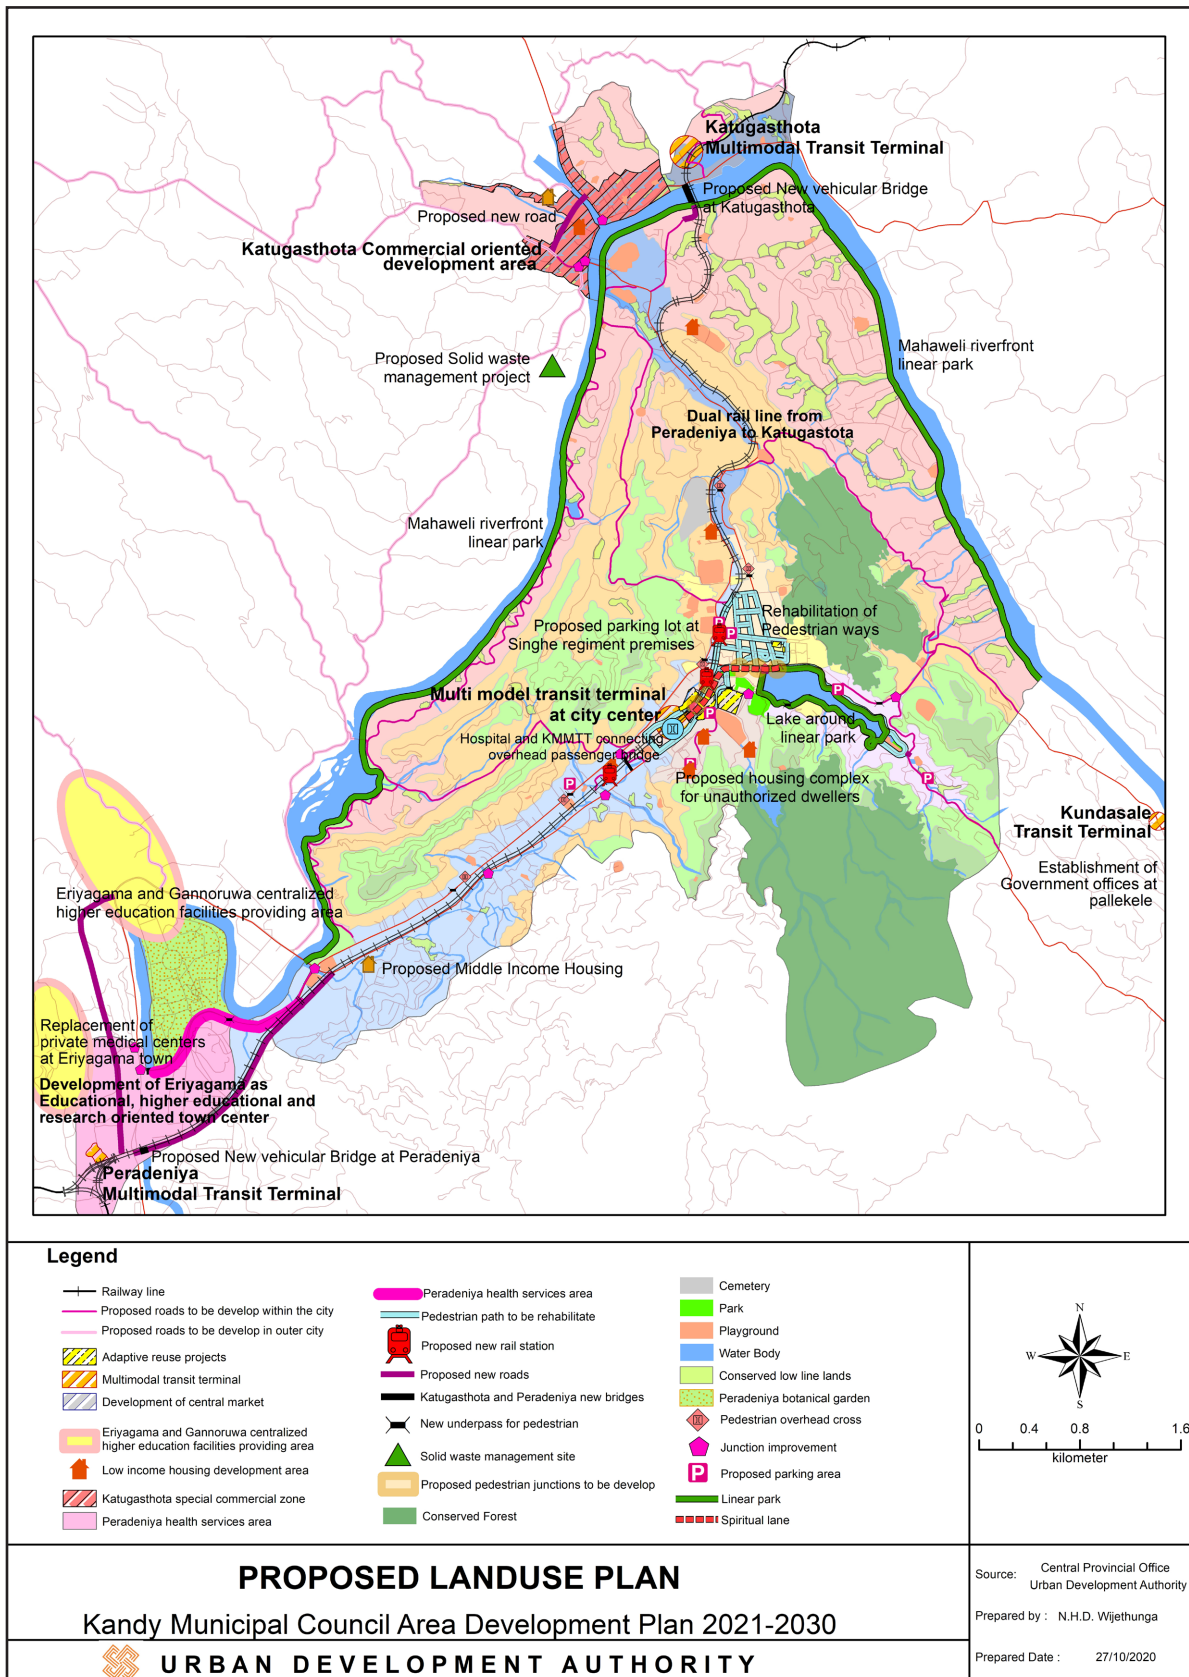 Katugasthota
Multimodal Transit Terminal
Proposed New vehicular Bridge
at Katugasthota
Proposed new road
Katugasthota Commercial oriented
development area
Proposed Solid waste
management project
Mahaweli riverfront
linear park
Dual rail line from
Peradeniya to Katugastota
Mahaweli riverfront
linear park
Rehabilitation of
Pedestrian ways
Proposed parking lot at
Singhe regiment premises
P
P
Multi model transit terminal
at city center
P
P
Lake around
linear park
Hospital and KMMTT connecting
overhead passenger bridge
P
P
P
Proposed housing complex
for unauthorized dwellers
Kundasale
Transit Terminal
Establishment of
Government offices at
pallekele
Eriyagama and Gannoruwa centralized
higher education facilities providing area
Proposed Middle Income Housing
Replacement of
private medical centers
at Eriyagama town
Development of Eriyagama as
Educational, higher educational and
research oriented town center
Proposed New vehicular Bridge at Peradeniya
Peradeniya
Multimodal Transit Terminal
Legend
Railway line
Proposed roads to be develop within the city
Proposed roads to be develop in outer city
Adaptive reuse projects
Multimodal transit terminal
Development of central market
Eriyagama and Gannoruwa centralized
higher education facilities providing area
Low income housing development area
Katugasthota special commercial zone
Peradeniya health services area
Peradeniya health services area
Pedestrian path to be rehabilitate
Proposed new rail station
Proposed new roads
Katugasthota and Peradeniya new bridges
New underpass for pedestrian
Solid waste management site
Proposed pedestrian junctions to be develop
Conserved Forest
Cemetery
Park
Playground
Water Body
Conserved low line lands
Peradeniya botanical garden
Pedestrian overhead cross
Junction improvement
P Proposed parking area
Linear park
Spiritual lane
N
W E
S
0 0.4 0.8 1.6
kilometer
PROPOSED LANDUSE PLAN
Kandy Municipal Council Area Development Plan 2021-2030
URBAN DEVELOPMENT AUTHORITY
Source: Central Provincial Office
Urban Development Authority
Prepared by : N.H.D. Wijethunga
Prepared Date : 27/10/2020